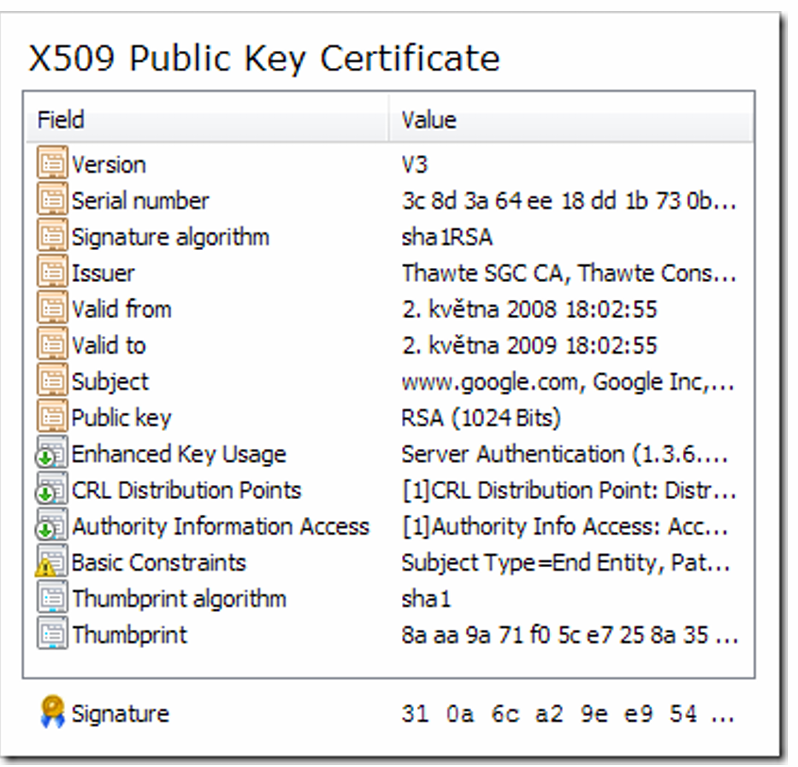 X509 Public Key Certificate
Field Value
Version V3
Serial number 3c 8d 3a 64 ee 18 dd 1b 73 0b...
Signature algorithm sha1RSA
Issuer Thawte SGC CA, Thawte Cons...
Valid from 2. května 2008 18:02:55
Valid to 2. května 2009 18:02:55
Subject www.google.com, Google Inc,...
Public key RSA (1024 Bits)
Enhanced Key Usage Server Authentication (1.3.6....
CRL Distribution Points [1]CRL Distribution Point: Distr...
Authority Information Access [1]Authority Info Access: Acc...
Basic Constraints Subject Type=End Entity, Pat...
Thumbprint algorithm sha1
Thumbprint 8a aa 9a 71 f0 5c e7 25 8a 35 ...
Signature 31 0a 6c a2 9e e9 54 ...